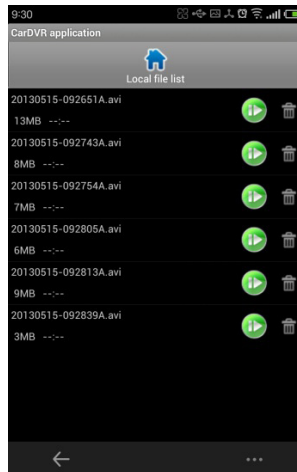 9:30
CarDVR application
Local file list
20130515-092651A.avi
13MB --:--
20130515-092743A.avi
8MB --:--
20130515-092754A.avi
7MB --:--
20130515-092805A.avi
6MB --:--
20130515-092813A.avi
9MB --:--
20130515-092839A.avi
3MB --:--